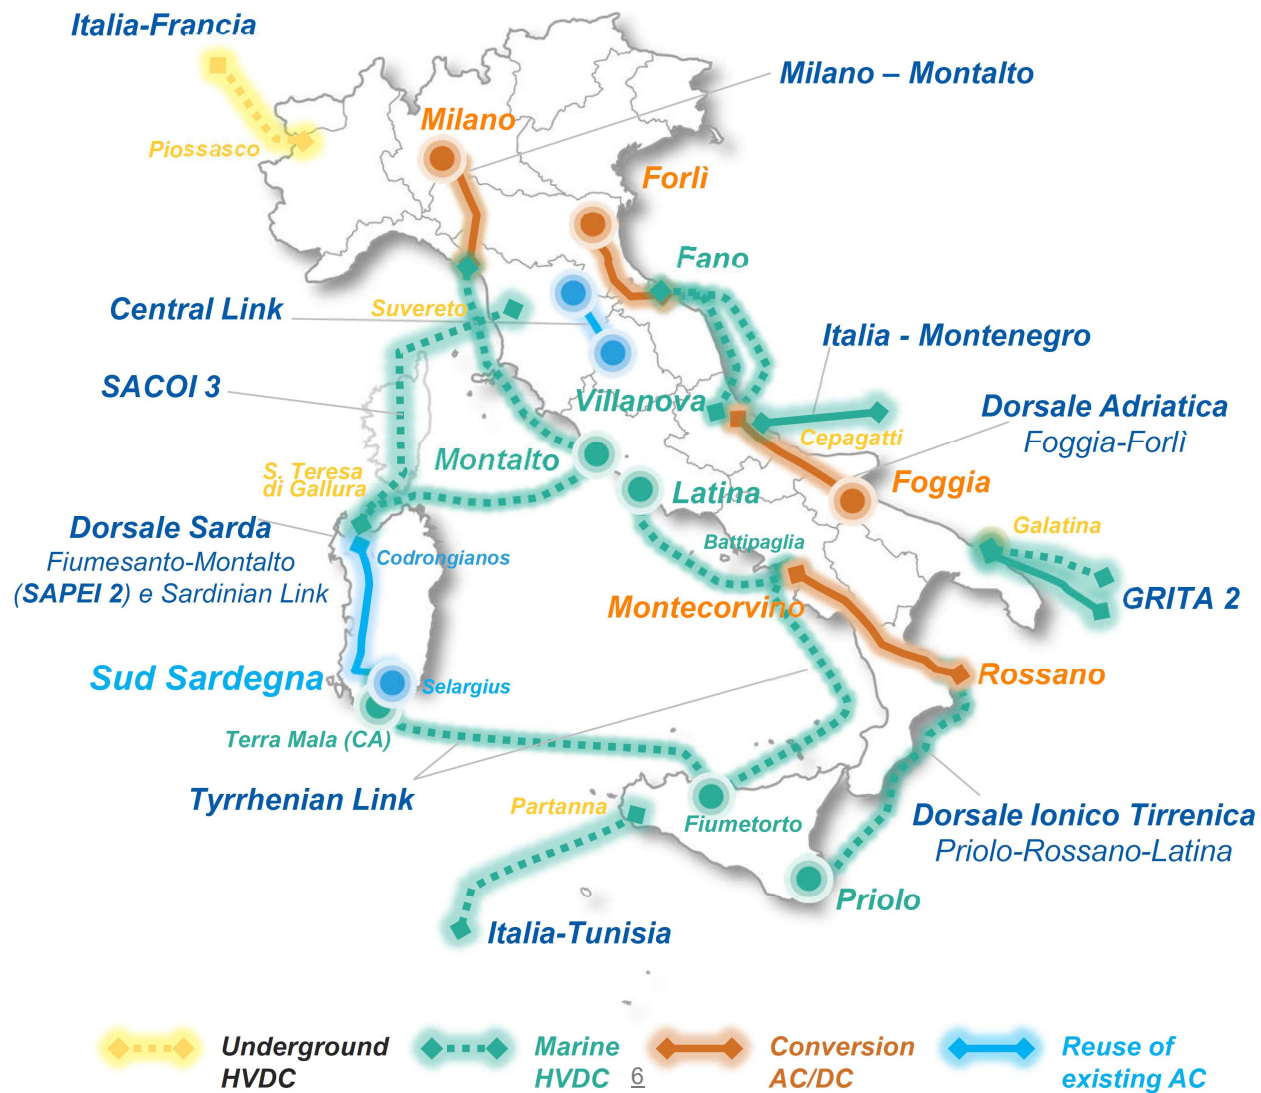 Italia-Francia
Milano – Montalto
Milano
Piossasco
Forlì
Fano
Central Link
Suvereto
Italia - Montenegro
SACOI 3
Villanova
Dorsale Adriatica
Foggia-Forlì
Cepagatti
Montalto
S. Teresa
di Gallura
Latina
Foggia
Dorsale Sarda
Fiumesanto-Montalto
(SAPEI 2) e Sardinian Link
Codrongianos
Battipaglia
Galatina
GRITA 2
Montecorvino
Sud Sardegna
Selargius
Rossano
Terra Mala (CA)
Tyrrhenian Link
Partanna
Fiumetorto
Dorsale Ionico Tirrenica
Priolo-Rossano-Latina
Priolo
Italia-Tunisia
Underground
HVDC
Marine
HVDC
6
Conversion
AC/DC
Reuse of
existing AC